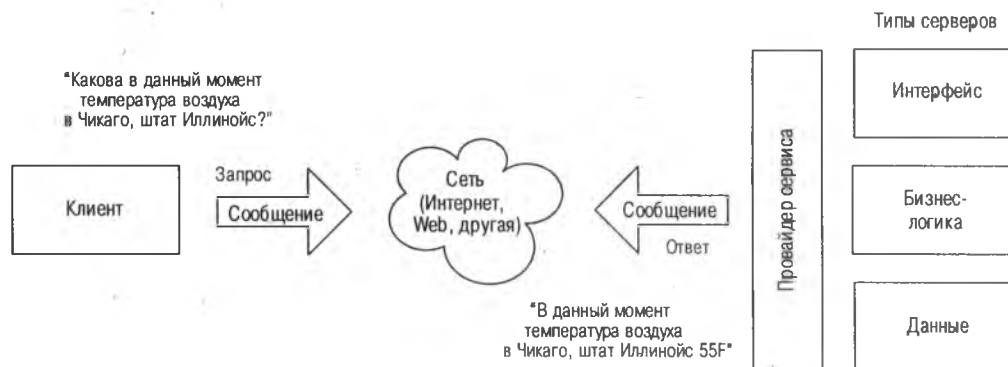 Типы серверов
"Какова в данный момент
температура воздуха
в Чикаго, штат Иллинойс?"
Клиент
Запрос
Сообщение
Сеть
(Интернет,
Web, другая)
Сообщение
Ответ
"В данный момент
температура воздуха
в Чикаго, штат Иллинойс 55F"
Провайдер сервиса
Интерфейс
Бизнес-
логика
Данные